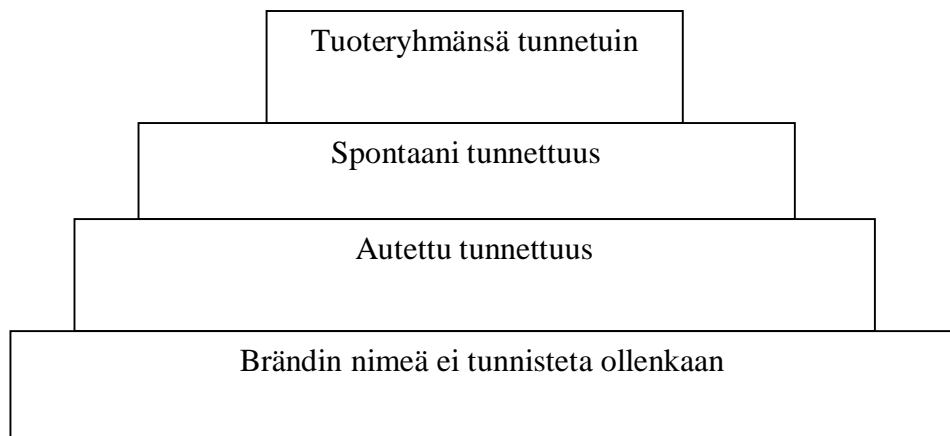 Tuoteryhmänsä tunnetuin
Spontaani tunnettuus
Autettu tunnettuus
Brändin nimeä ei tunnisteta ollenkaan